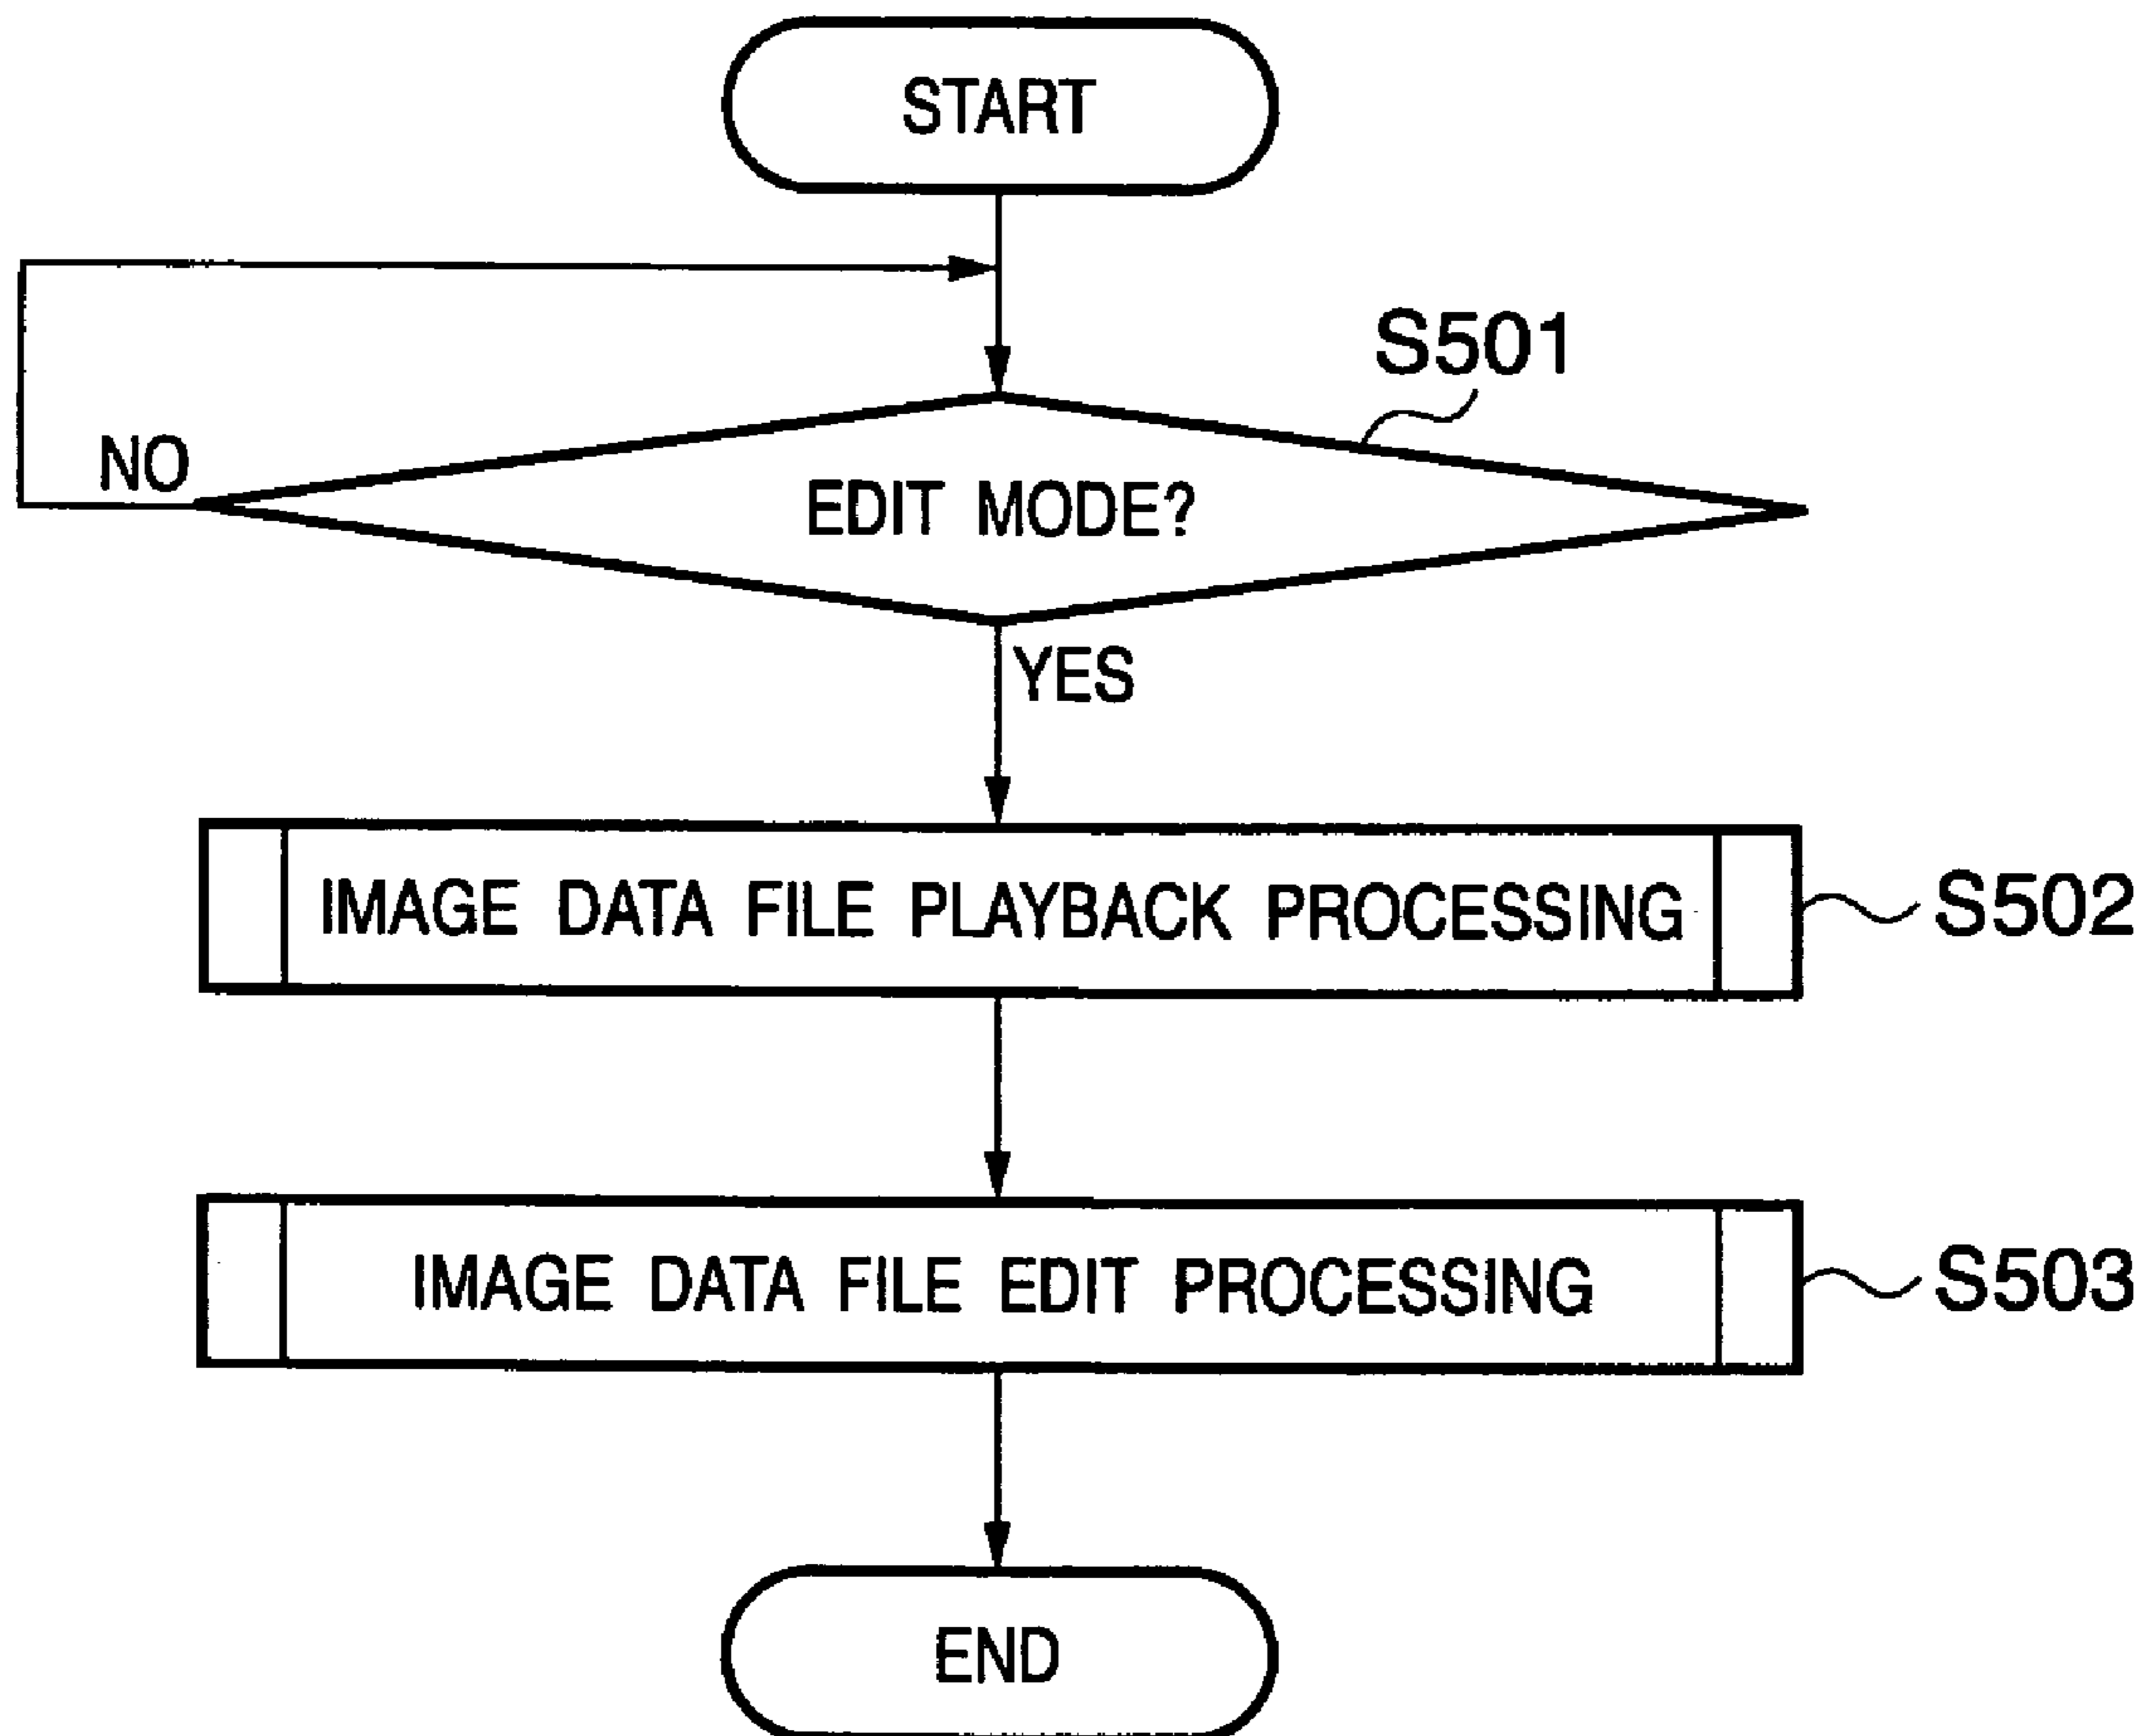 START
S501
NO
EDIT MODE?
YES
IMAGE DATA FILE PLAYBACK PROCESSING
S502
IMAGE DATA FILE EDIT PROCESSING
S503
END